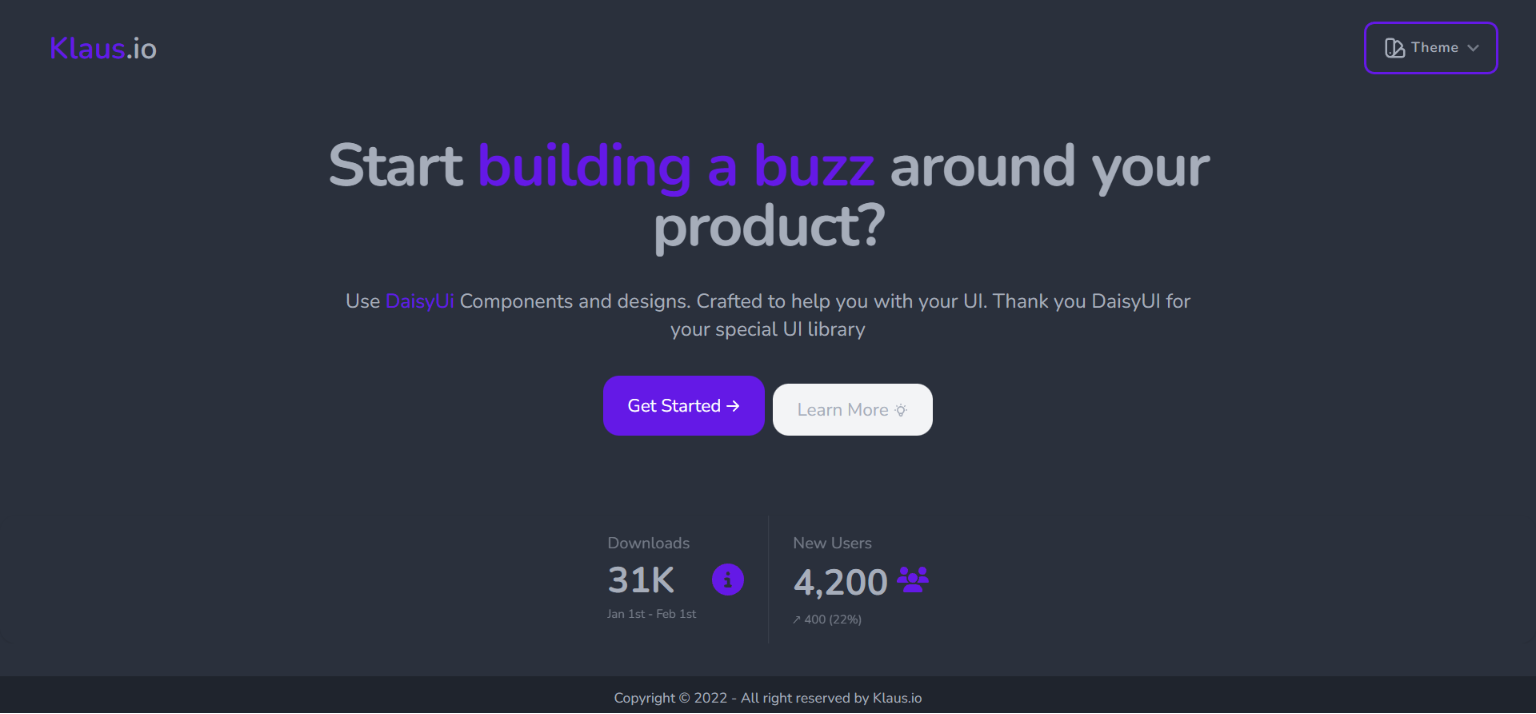 Klaus.io
Theme
Start building a buzz around your
product?
Use DaisyUi Components and designs. Crafted to help you with your UI. Thank you DaisyUI for
your special UI library
Get Started →
Learn More
Downloads
31K
Jan 1st - Feb 1st
New Users
4,200
↗ 400 (22%)
Copyright © 2022 - All right reserved by Klaus.io